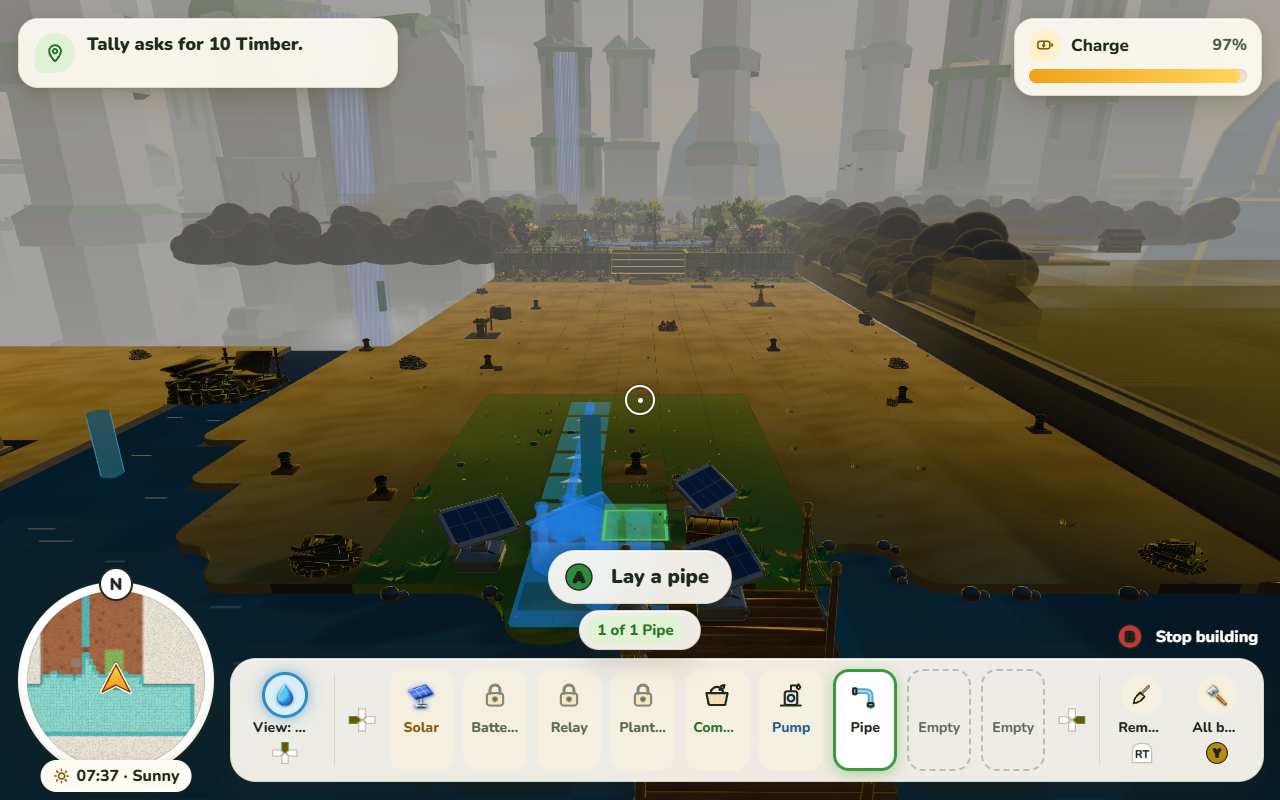 Tally asks for 10 Timber.
Charge 97%
A Lay a pipe
1 of 1 Pipe
B Stop building
N
07:37 · Sunny
View: ...
Solar
Batte...
Relay
Plant...
Com...
Pump
Pipe
Empty
Empty
Rem...
RT
All b...
Y